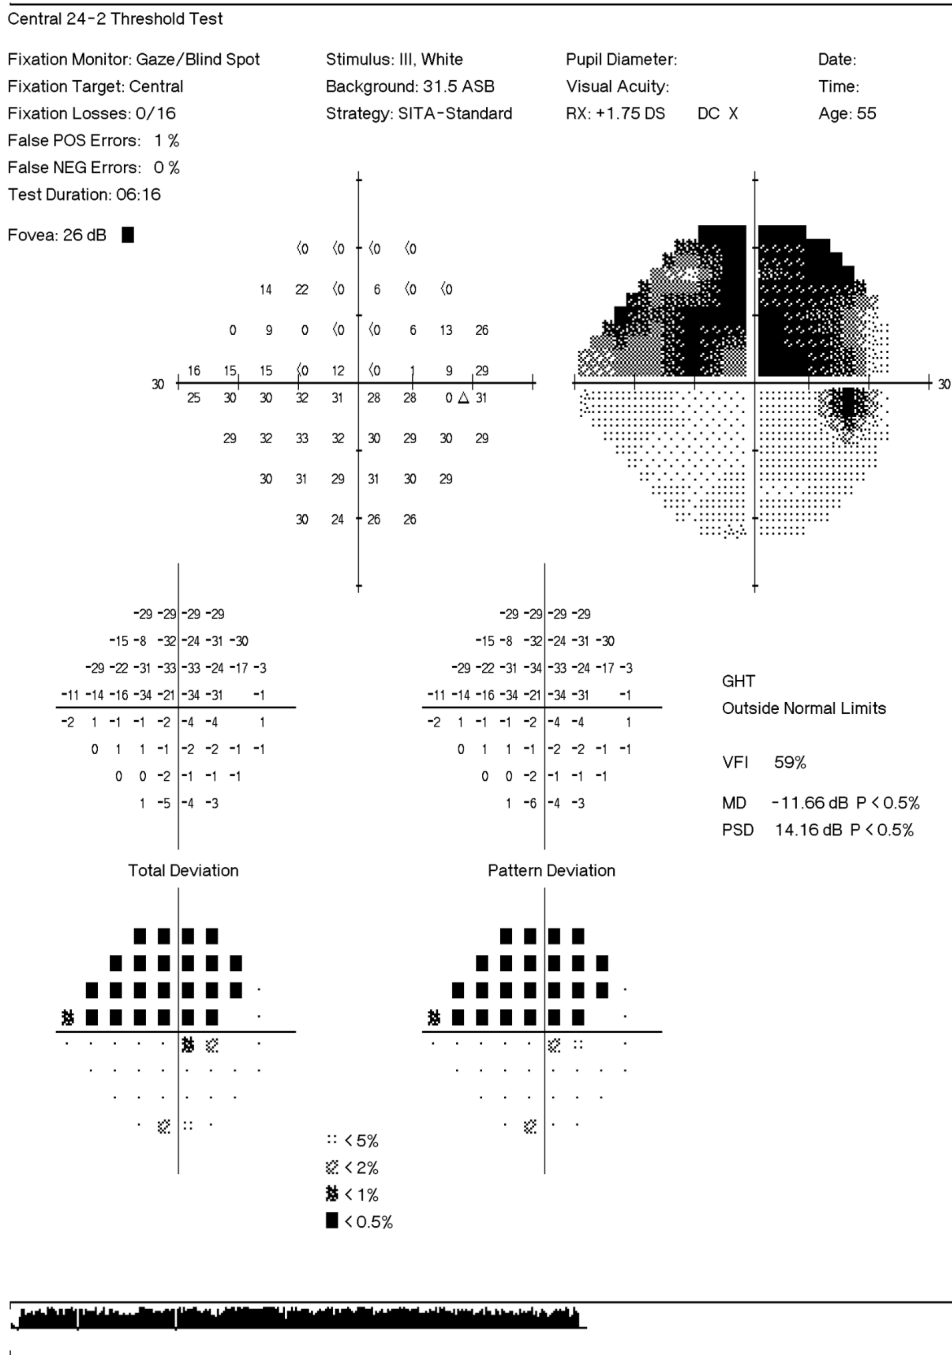 Central 24-2 Threshold Test
Fixation Monitor: Gaze/Blind Spot Stimulus: III, White Pupil Diameter: Date:
Fixation Target: Central Background: 31.5 ASB Visual Acuity: Time:
Fixation Losses: 0/16 Strategy: SITA-Standard RX: +1.75 DS DC X Age: 55
False POS Errors: 1 %
False NEG Errors: 0 %
Test Duration: 06:16
Fovea: 26 dB ■
⟨0 ⟨0 ⟨0 ⟨0
14 22 ⟨0 6 ⟨0 ⟨0
0 9 0 ⟨0 ⟨0 6 13 26
16 15 15 ⟨0 12 ⟨0 1 9 29
30 30
25 30 30 32 31 28 28 0 △ 31
29 32 33 32 30 29 30 29
30 31 29 31 30 29
30 24 26 26
-29 -29 -29 -29
-15 -8 -32 -24 -31 -30
-29 -22 -31 -33 -33 -24 -17 -3
-11 -14 -16 -34 -21 -34 -31 -1
-2 1 -1 -1 -2 -4 -4 1
0 1 1 -1 -2 -2 -1 -1
0 0 -2 -1 -1 -1
1 -5 -4 -3
Total Deviation
-29 -29 -29 -29
-15 -8 -32 -24 -31 -30
-29 -22 -31 -34 -33 -24 -17 -3
-11 -14 -16 -34 -21 -34 -31 -1
-2 1 -1 -1 -2 -4 -4 1
0 1 1 -1 -2 -2 -1 -1
0 0 -2 -1 -1 -1
1 -6 -4 -3
Pattern Deviation
GHT
Outside Normal Limits
VFI 59%
MD -11.66 dB P < 0.5%
PSD 14.16 dB P < 0.5%
< 5%
< 2%
< 1%
< 0.5%